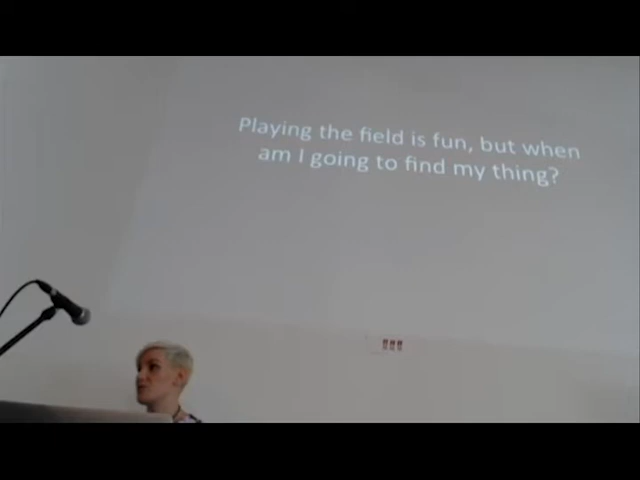 Playing the field is fun, but when
am I going to find my thing?